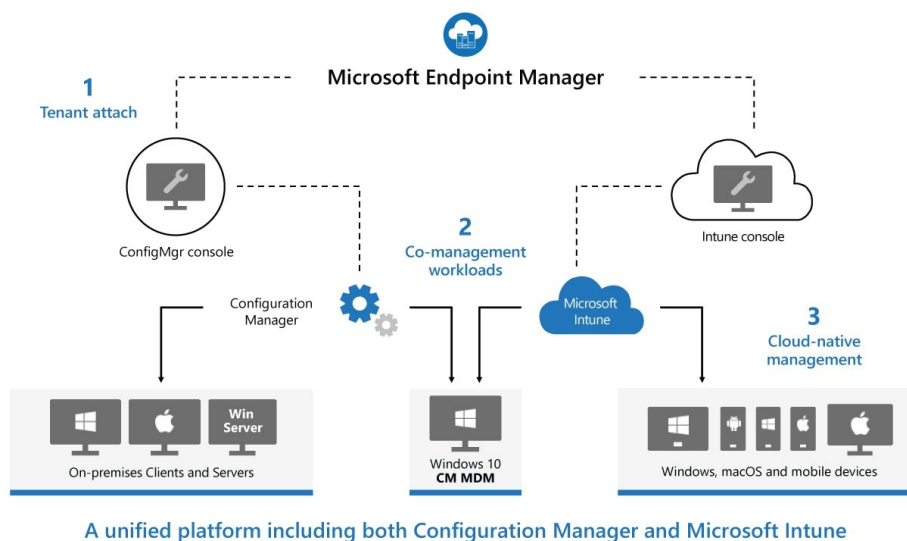 Microsoft Endpoint Manager
1
Tenant attach
ConfigMgr console
Intune console
2
Co-management
workloads
Configuration
Manager
Microsoft
Intune
3
Cloud-native
management
Win
Server
On-premises Clients and Servers
Windows 10
CM MDM
Windows, macOS and mobile devices
A unified platform including both Configuration Manager and Microsoft Intune